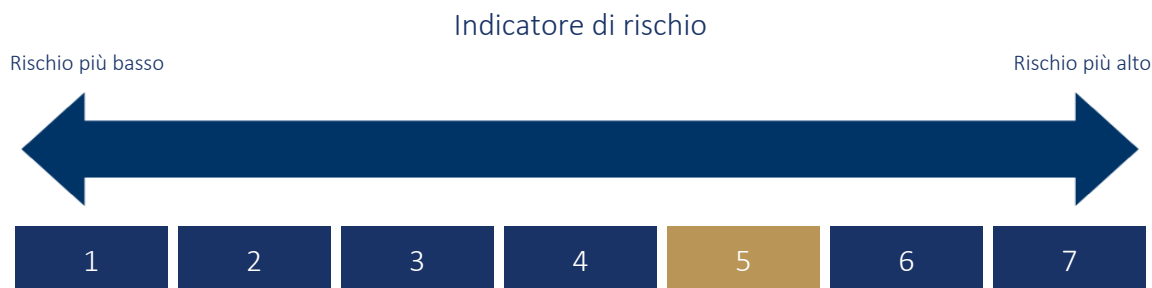 Indicatore di rischio
Rischio più basso Rischio più alto
1 2 3 4 5 6 7